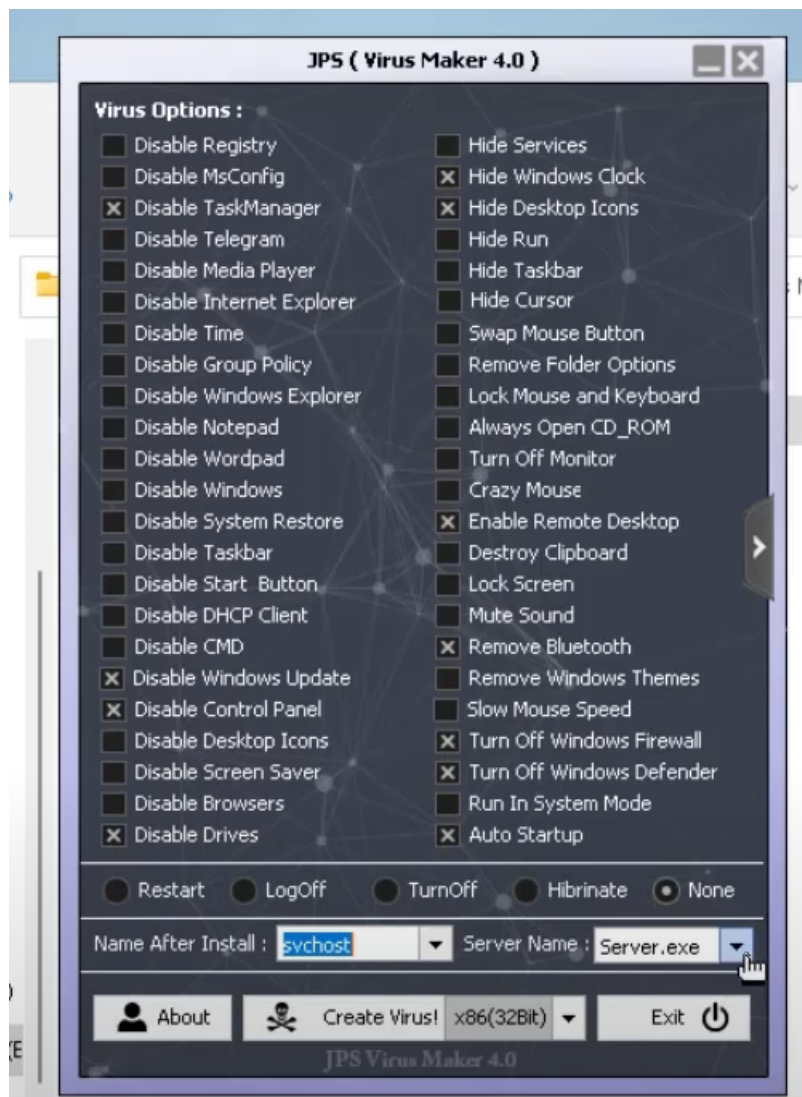 JPS ( Virus Maker 4.0 )
Virus Options :
Disable Registry
Disable MsConfig
Disable TaskManager
Disable Telegram
Disable Media Player
Disable Internet Explorer
Disable Time
Disable Group Policy
Disable Windows Explorer
Disable Notepad
Disable Wordpad
Disable Windows
Disable System Restore
Disable Taskbar
Disable Start Button
Disable DHCP Client
Disable CMD
Disable Windows Update
Disable Control Panel
Disable Desktop Icons
Disable Screen Saver
Disable Browsers
Disable Drives
Hide Services
Hide Windows Clock
Hide Desktop Icons
Hide Run
Hide Taskbar
Hide Cursor
Swap Mouse Button
Remove Folder Options
Lock Mouse and Keyboard
Always Open CD_ROM
Turn Off Monitor
Crazy Mouse
Enable Remote Desktop
Destroy Clipboard
Lock Screen
Mute Sound
Remove Bluetooth
Remove Windows Themes
Slow Mouse Speed
Turn Off Windows Firewall
Turn Off Windows Defender
Run In System Mode
Auto Startup
Restart LogOff TurnOff Hibrinate None
Name After Install : svchost Server Name : Server.exe
About Create Virus! x86(32Bit) Exit
JPS Virus Maker 4.0